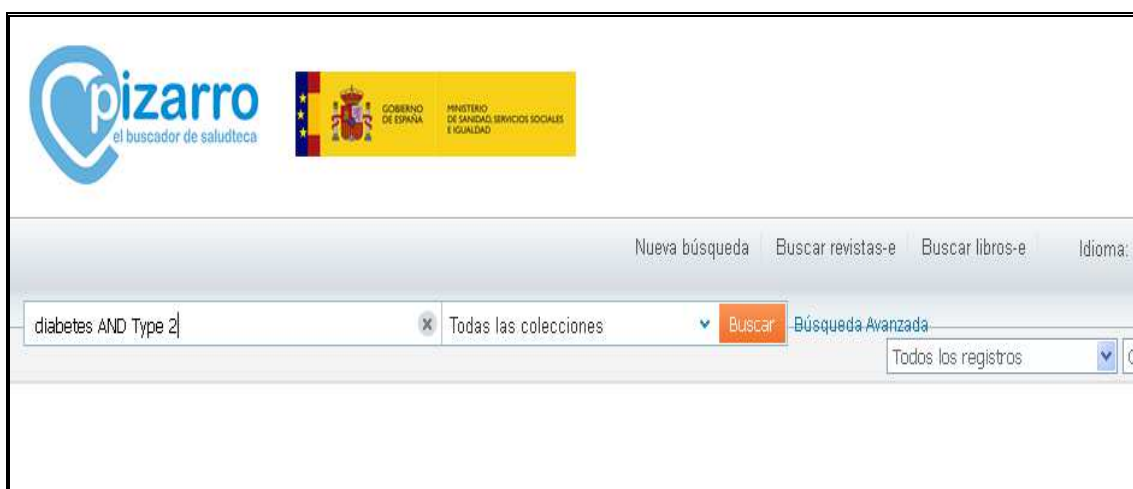 pizarro
el buscador de saludteca
GOBIERNO
DE ESPAÑA
MINISTERIO
DE SANIDAD, SERVICIOS SOCIALES
E IGUALDAD
Nueva búsqueda Buscar revistas-e Buscar libros-e Idioma:
diabetes AND Type 2 Todas las colecciones Buscar Búsqueda Avanzada
Todos los registros